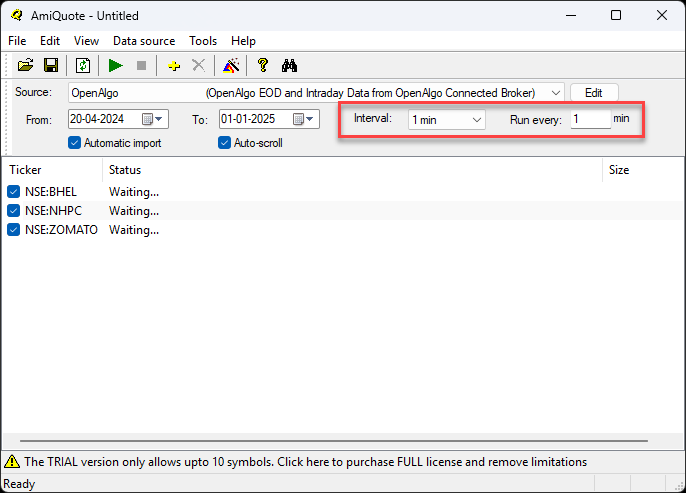 AmiQuote - Untitled
File Edit View Data source Tools Help
Source: OpenAlgo (OpenAlgo EOD and Intraday Data from OpenAlgo Connected Broker) Edit
From: 20-04-2024 To: 01-01-2025 Interval: 1 min Run every: 1 min
Automatic import Auto-scroll
Ticker Status Size
NSE:BHEL Waiting...
NSE:NHPC Waiting...
NSE:ZOMATO Waiting...
The TRIAL version only allows upto 10 symbols. Click here to purchase FULL license and remove limitations
Ready